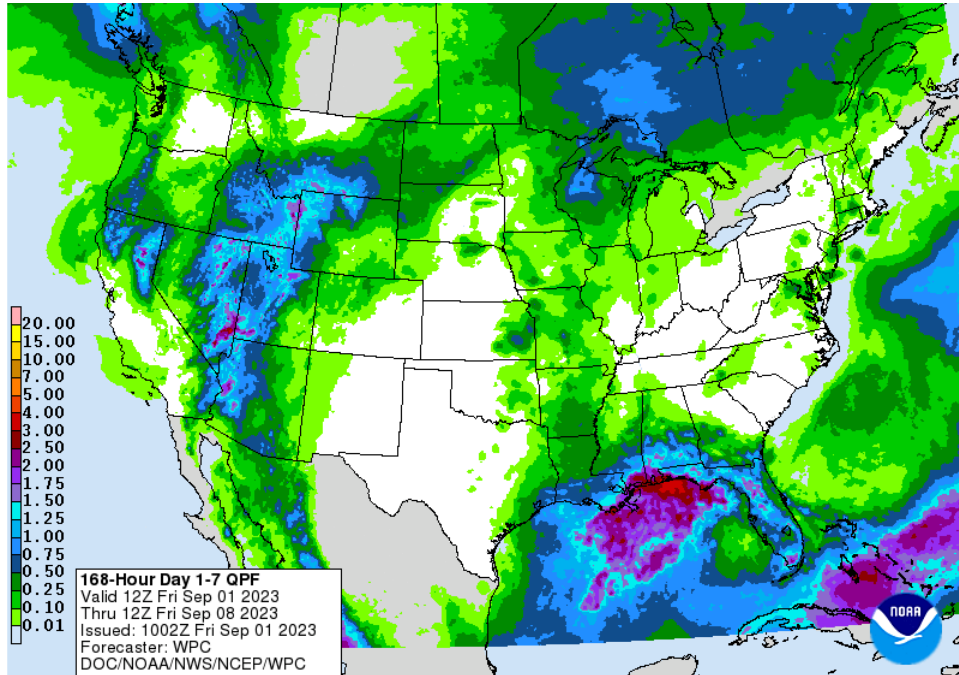 20.00
15.00
10.00
7.00
5.00
4.00
3.00
2.50
2.00
1.75
1.50
1.25
1.00
0.75
0.50
0.25
0.10
0.01
168-Hour Day 1-7 QPF
Valid 12Z Fri Sep 01 2023
Thru 12Z Fri Sep 08 2023
Issued: 1002Z Fri Sep 01 2023
Forecaster: WPC
DOC/NOAA/NWS/NCEP/WPC
NOAA